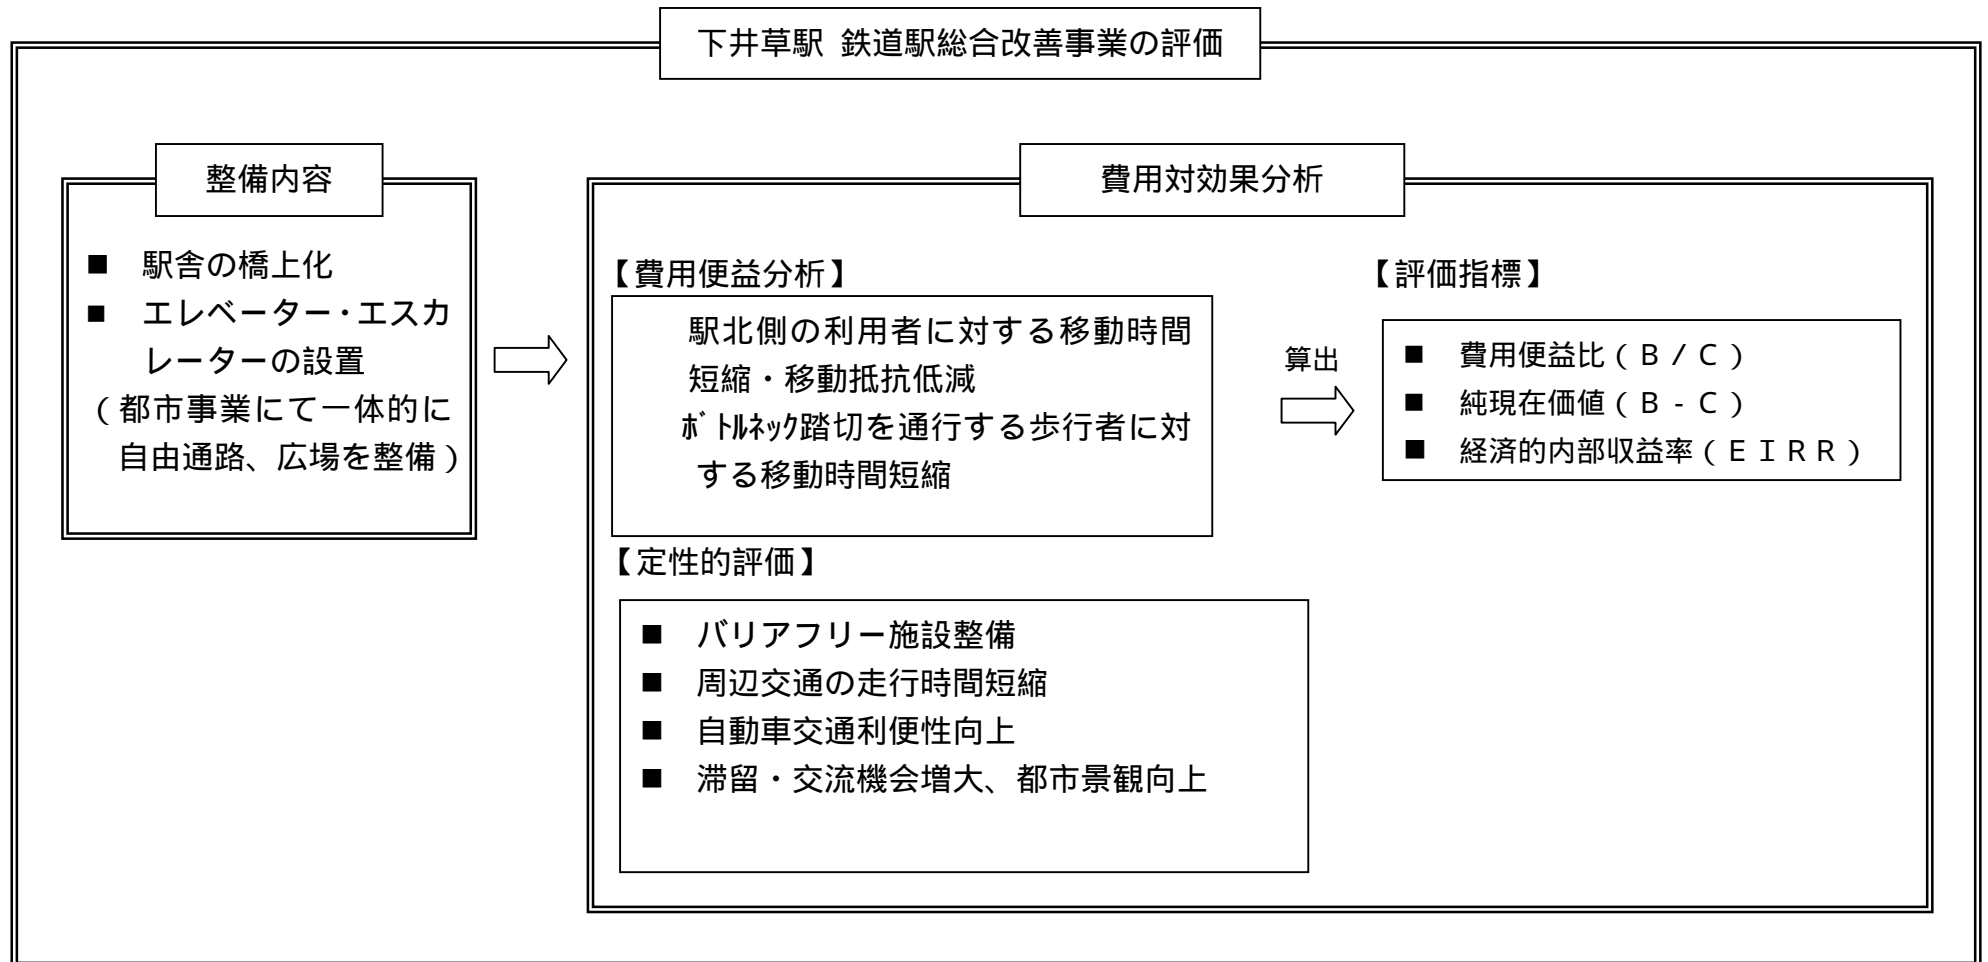 下井草駅 鉄道駅総合改善事業の評価
整備内容
■ 駅舎の橋上化
■ エレベーター・エスカ
レーターの設置
(都市事業にて一体的に
自由通路、広場を整備)
費用対効果分析
【費用便益分析】
駅北側の利用者に対する移動時間
短縮・移動抵抗低減
ボトルネック踏切を通行する歩行者に対
する移動時間短縮
算出
【評価指標】
■ 費用便益比(B/C)
■ 純現在価値(B-C)
■ 経済的内部収益率(EIRR)
【定性的評価】
■ バリアフリー施設整備
■ 周辺交通の走行時間短縮
■ 自動車交通利便性向上
■ 滞留・交流機会増大、都市景観向上